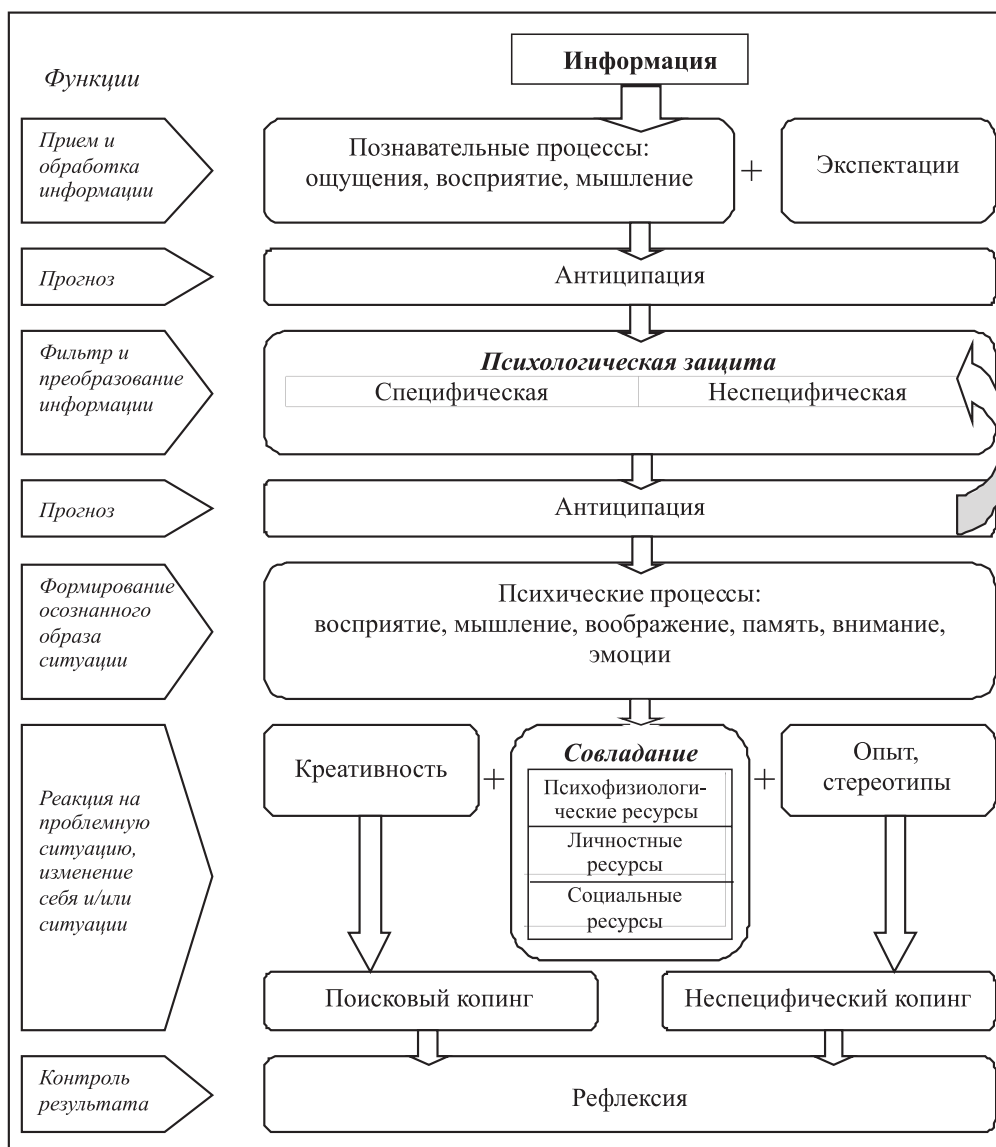 Информация
Функции
Прием и
обработка
информации
Познавательные процессы:
ощущения, восприятие, мышление
+
Экспектации
Прогноз
Антиципация
Фильтр и
преобразование
информации
Психологическая защита
Специфическая
Неспецифическая
Прогноз
Антиципация
Формирование
осознанного
образа
ситуации
Психические процессы:
восприятие, мышление, воображение, память, внимание,
эмоции
Реакция на
проблемную
ситуацию,
изменение
себя и/или
ситуации
Креативность
+
Совладание
Психофизиологи-
ческие ресурсы
Личностные
ресурсы
Социальные
ресурсы
+
Опыт,
стереотипы
Поисковый копинг
Неспецифический копинг
Контроль
результата
Рефлексия